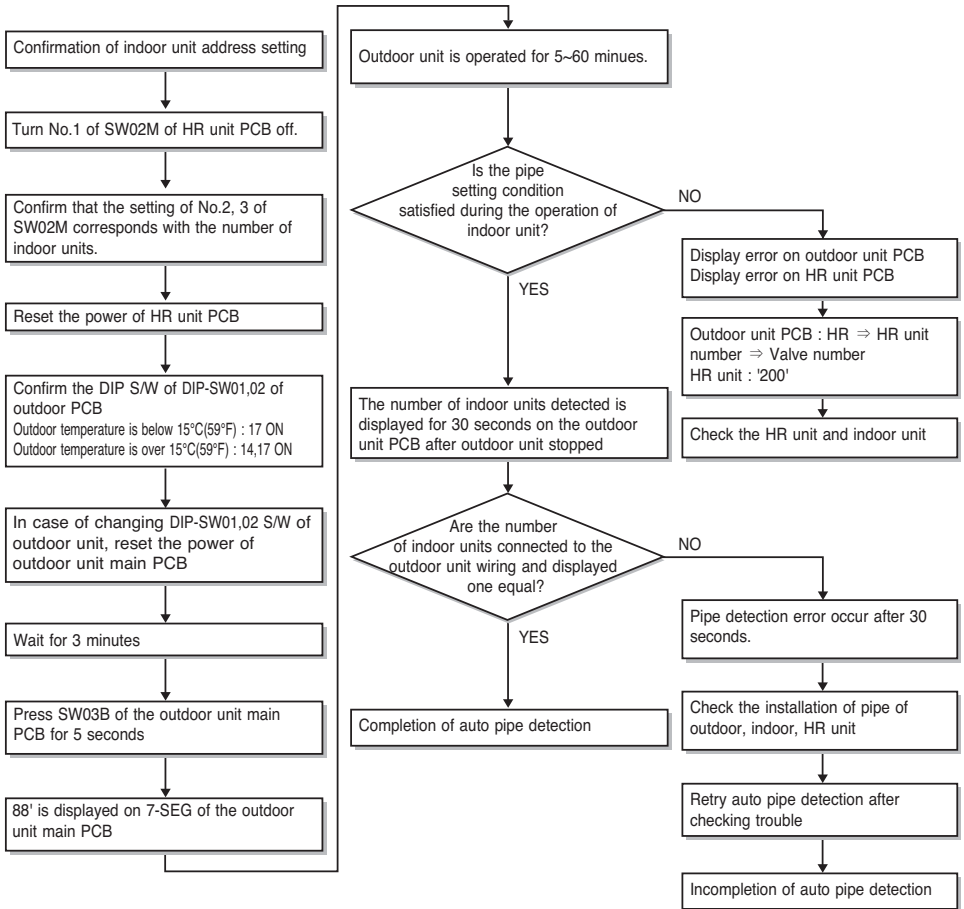 Confirmation of indoor unit address setting
Turn No.1 of SW02M of HR unit PCB off.
Confirm that the setting of No.2, 3 of
SW02M corresponds with the number of
indoor units.
Reset the power of HR unit PCB
Confirm the DIP S/W of DIP-SW01,02 of
outdoor PCB
Outdoor temperature is below 15°C(59°F) : 17 ON
Outdoor temperature is over 15°C(59°F) : 14,17 ON
In case of changing DIP-SW01,02 S/W of
outdoor unit, reset the power of
outdoor unit main PCB
Wait for 3 minutes
Press SW03B of the outdoor unit main
PCB for 5 seconds
88' is displayed on 7-SEG of the outdoor
unit main PCB
Outdoor unit is operated for 5~60 minues.
Is the pipe
setting condition
satisfied during the operation of
indoor unit?
NO
YES
Display error on outdoor unit PCB
Display error on HR unit PCB
Outdoor unit PCB : HR ⇒ HR unit
number ⇒ Valve number
HR unit : '200'
Check the HR unit and indoor unit
The number of indoor units detected is
displayed for 30 seconds on the outdoor
unit PCB after outdoor unit stopped
Are the number
of indoor units connected to the
outdoor unit wiring and displayed
one equal?
NO
YES
Completion of auto pipe detection
Pipe detection error occur after 30
seconds.
Check the installation of pipe of
outdoor, indoor, HR unit
Retry auto pipe detection after
checking trouble
Incompletion of auto pipe detection